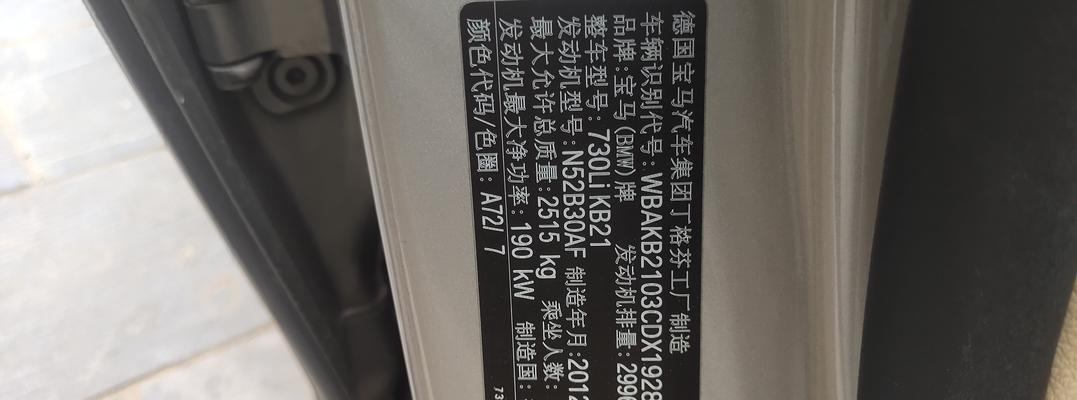 德国宝马汽车集团丁格芬工厂制造
车辆识别代号:WBAKB2103CDX1928
品牌:宝马(BMW)牌 发动机排量:299
整车型号:730Li KB21
发动机型号:N52B30AF 制造年月:2012
最大允许总质量:2515 kg 乘坐人数:
发动机最大净功率:190 kW 制造国:
颜色代码/色圈: A72/ 7
73